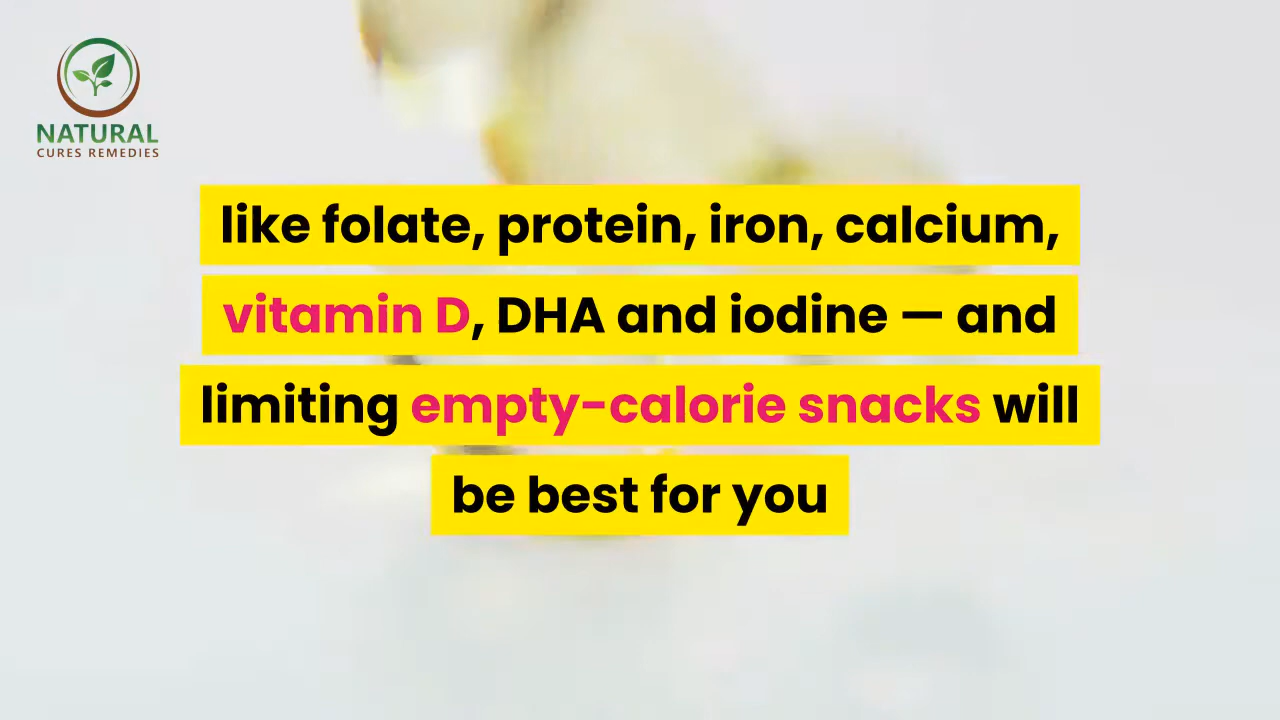 NATURAL
CURES REMEDIES
like folate, protein, iron, calcium,
vitamin D, DHA and iodine — and
limiting empty-calorie snacks will
be best for you